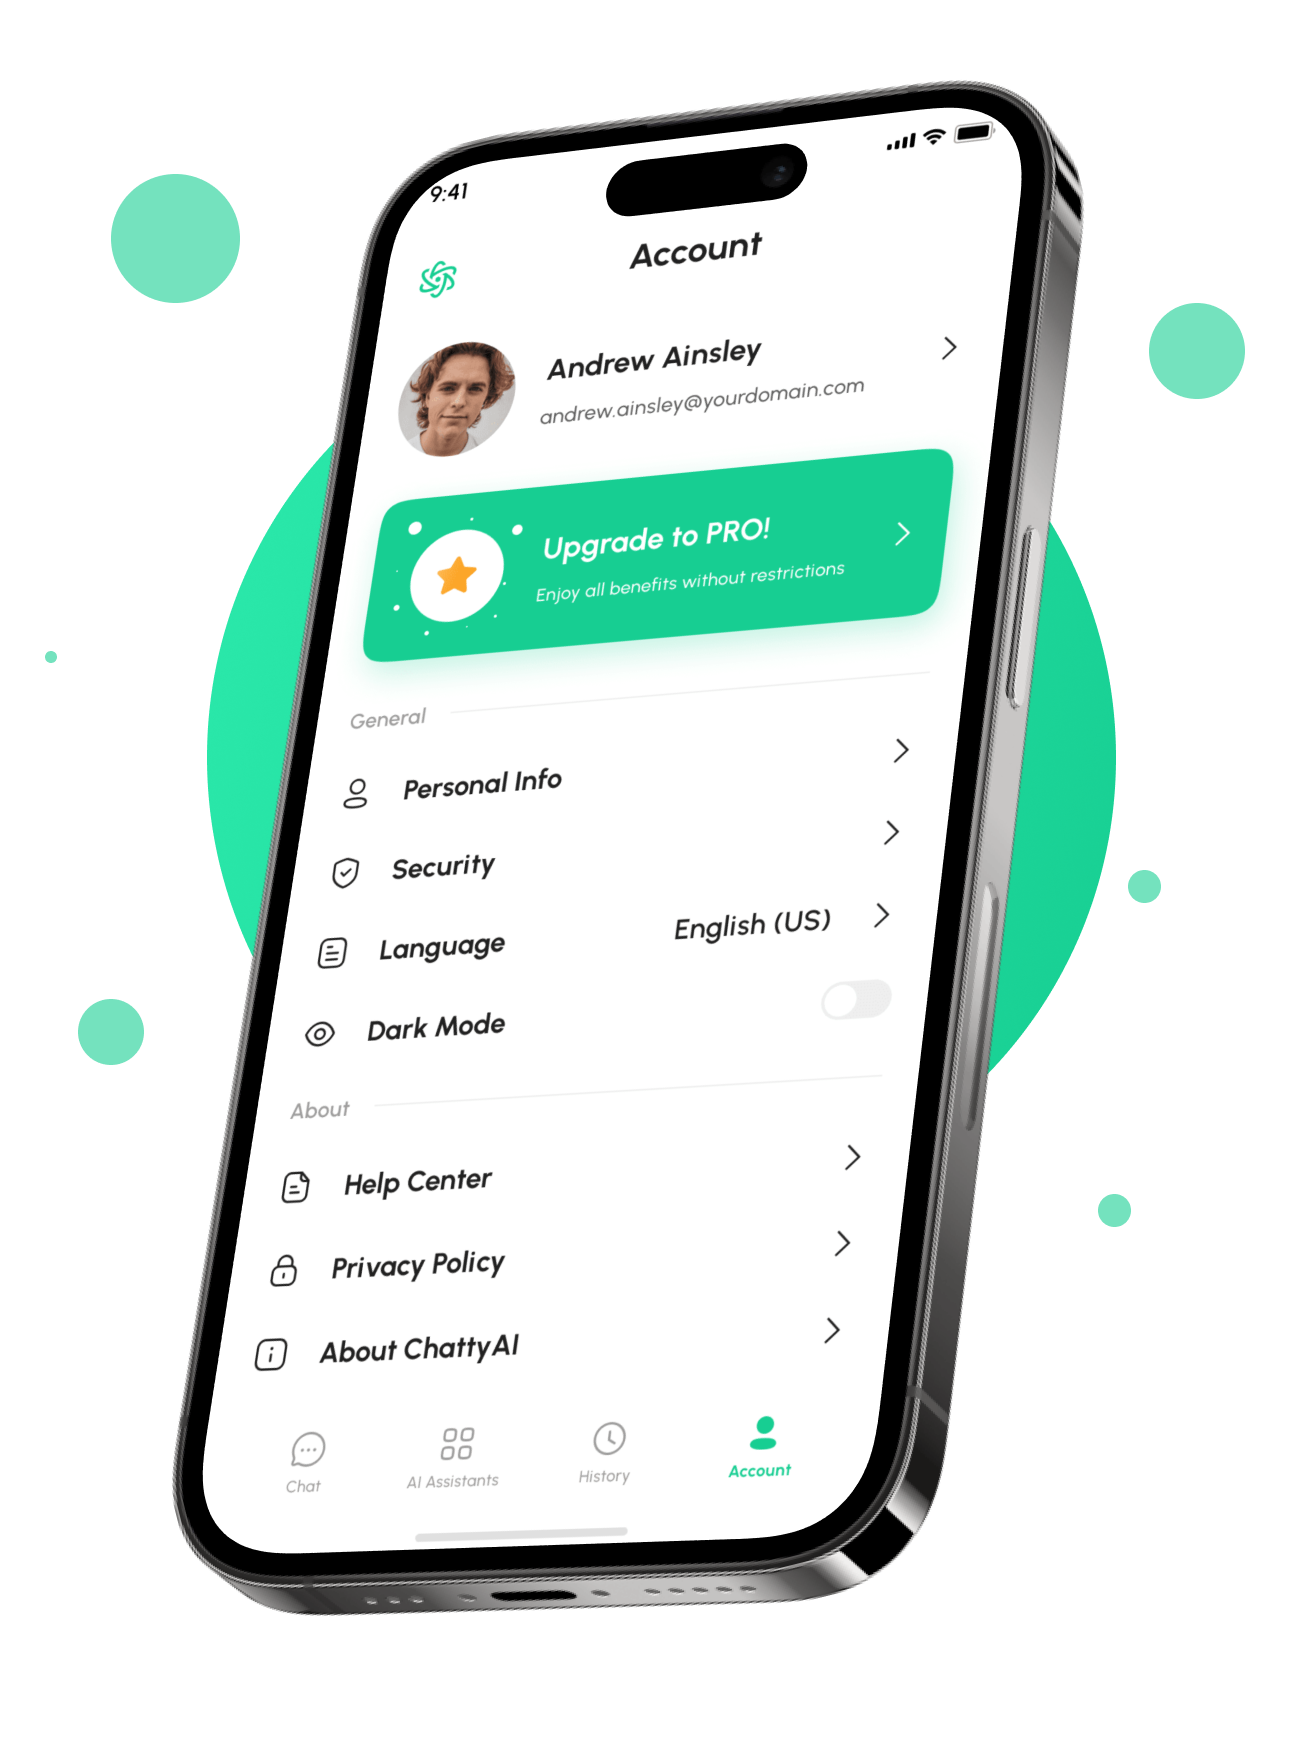 9:41
Account
Andrew Ainsley
andrew.ainsley@yourdomain.com
Upgrade to PRO!
Enjoy all benefits without restrictions
General
Personal Info
Security
Language English (US)
Dark Mode
About
Help Center
Privacy Policy
About ChattyAI
Chat AI Assistants History Account